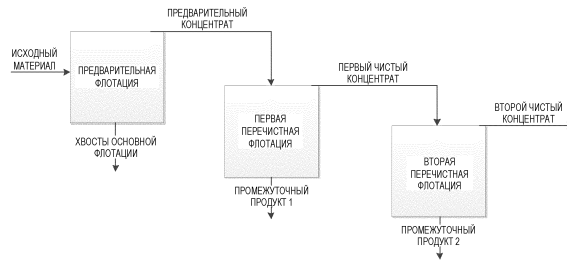 ПРЕДВАРИТЕЛЬНЫЙ
КОНЦЕНТРАТ
ИСХОДНЫЙ
МАТЕРИАЛ
ПРЕДВАРИТЕЛЬНАЯ
ФЛОТАЦИЯ
ХВОСТЫ ОСНОВНОЙ
ФЛОТАЦИИ
ПЕРВЫЙ ЧИСТЫЙ
КОНЦЕНТРАТ
ПЕРВАЯ
ПЕРЕЧИСТНАЯ
ФЛОТАЦИЯ
ПРОМЕЖУТОЧНЫЙ
ПРОДУКТ 1
ВТОРОЙ ЧИСТЫЙ
КОНЦЕНТРАТ
ВТОРАЯ
ПЕРЕЧИСТНАЯ
ФЛОТАЦИЯ
ПРОМЕЖУТОЧНЫЙ
ПРОДУКТ 2